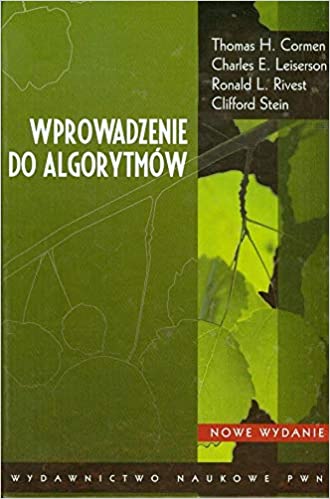 Thomas H. Cormen
Charles E. Leiserson
Ronald L. Rivest
Clifford Stein
WPROWADZENIE
DO ALGORYTMÓW
NOWE WYDANIE
WYDAWNICTWO NAUKOWE PWN